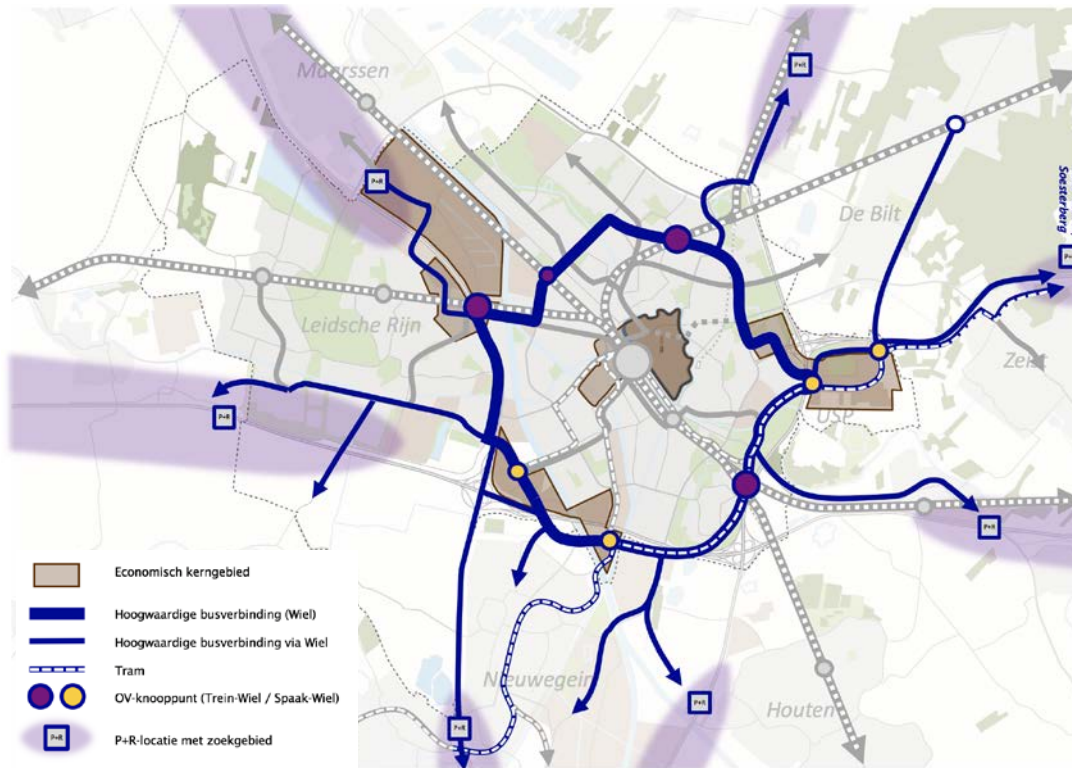 Maarssen
P+R
P+R
De Bilt
Soesterberg
P+R
Leidsche Rijn
Zeist
USP
P+R
P+R
Economisch kerngebied
Hoogwaardige busverbinding (Wiel)
Hoogwaardige busverbinding via Wiel
Tram
OV-knooppunt (Trein-Wiel / Spaak-Wiel)
P+R P+R-locatie met zoekgebied
Nieuwegein
P+R
Houten
P+R